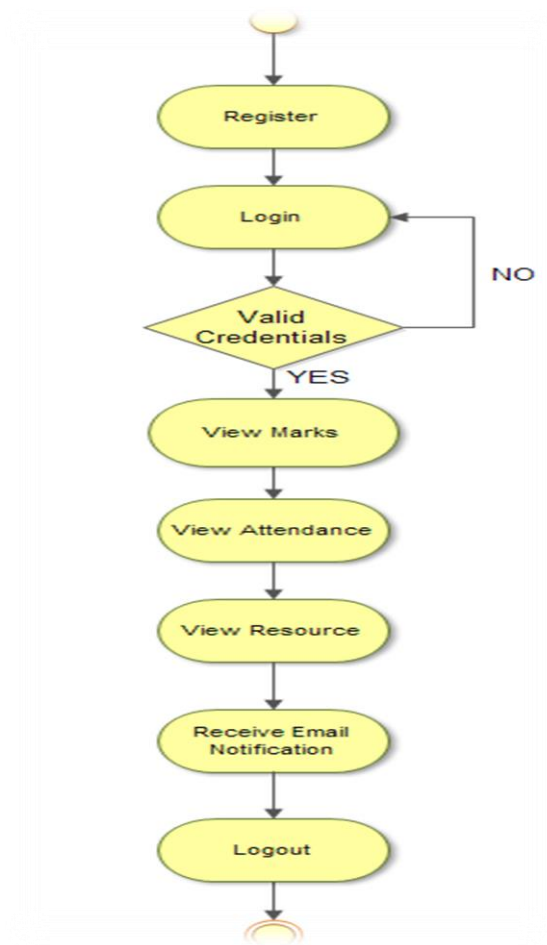 Register
Login
NO
Valid
Credentials
YES
View Marks
View Attendance
View Resource
Receive Email
Notification
Logout